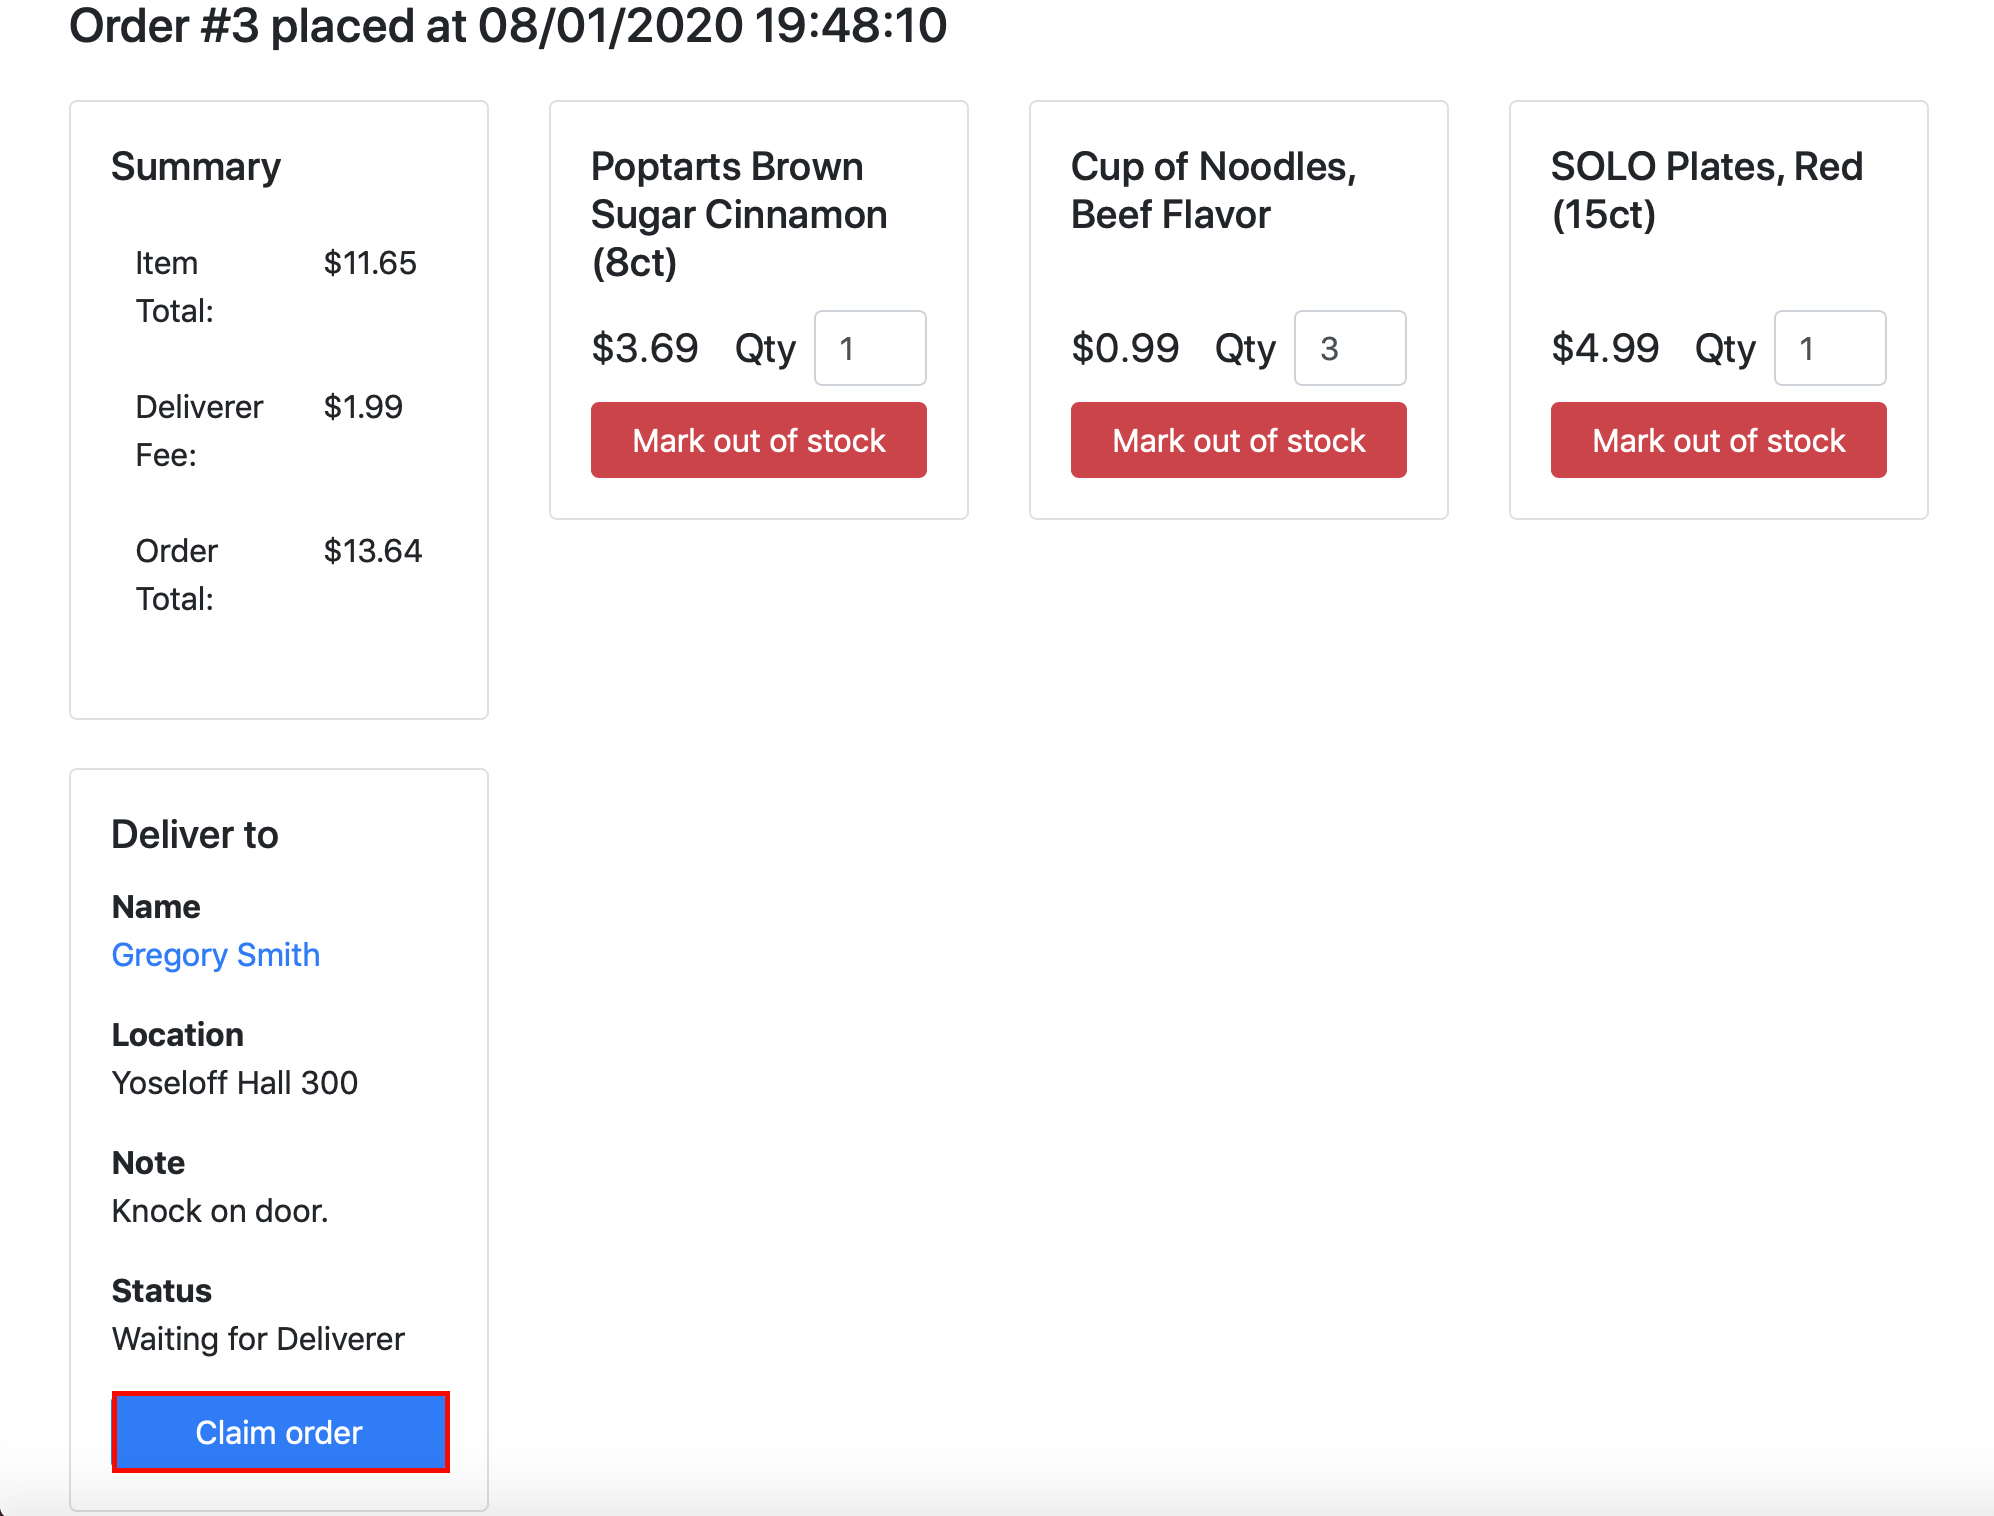 Order #3 placed at 08/01/2020 19:48:10
Summary
Item $11.65
Total:
Deliverer $1.99
Fee:
Order $13.64
Total:
Poptarts Brown
Sugar Cinnamon
(8ct)
$3.69 Qty 1
Mark out of stock
Cup of Noodles,
Beef Flavor
$0.99 Qty 3
Mark out of stock
SOLO Plates, Red
(15ct)
$4.99 Qty 1
Mark out of stock
Deliver to
Name
Gregory Smith
Location
Yoseloff Hall 300
Note
Knock on door.
Status
Waiting for Deliverer
Claim order